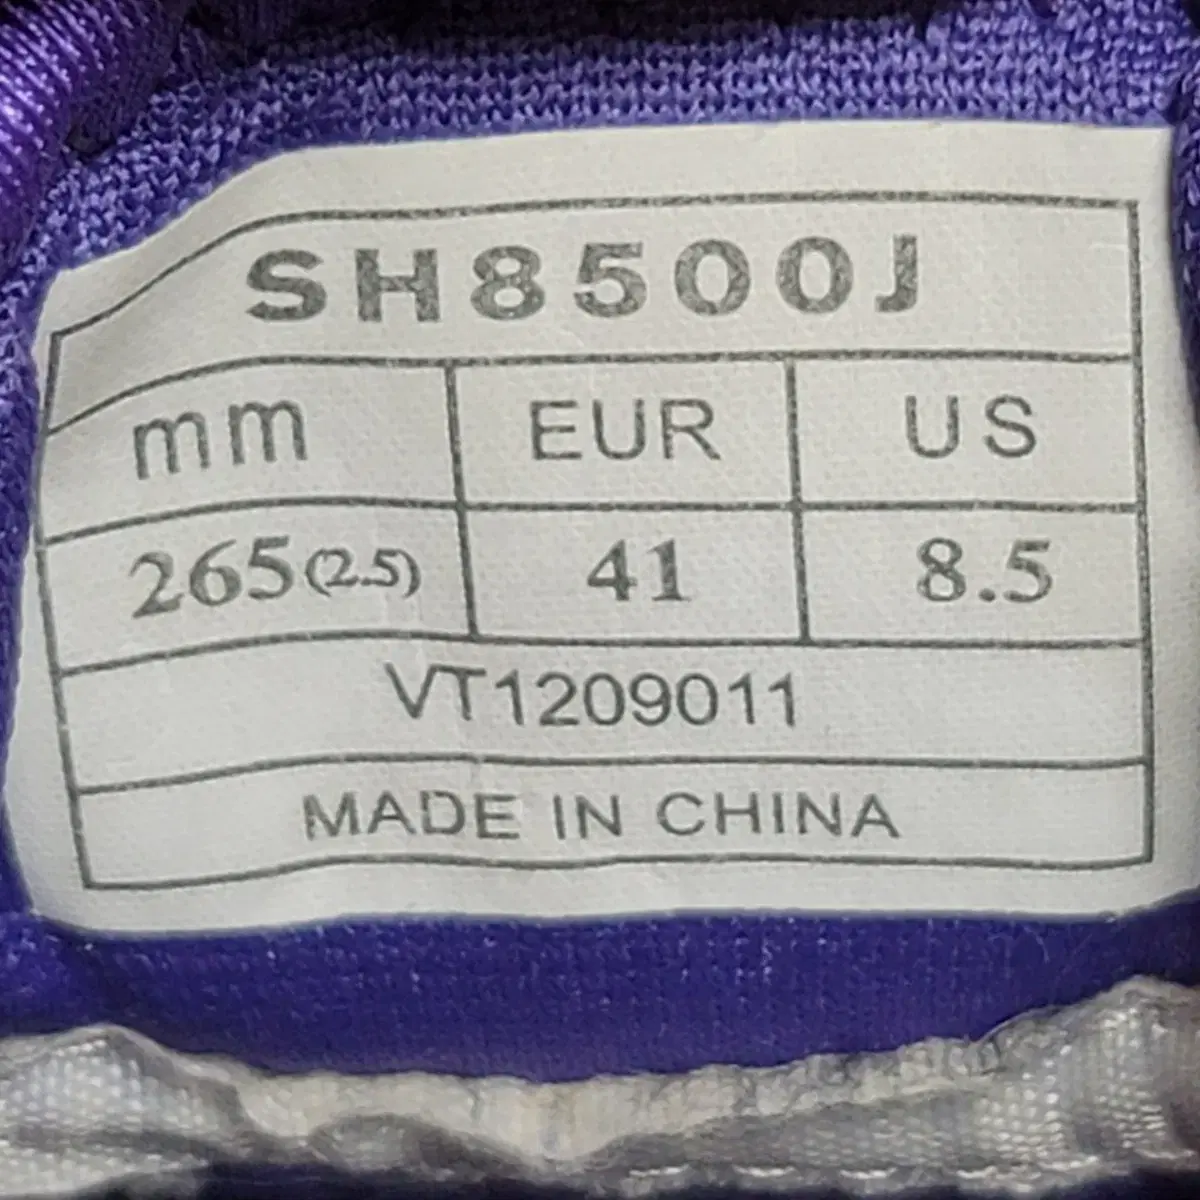 SH8500J
mm EUR US
265(2.5) 41 8.5
VT1209011
MADE IN CHINA